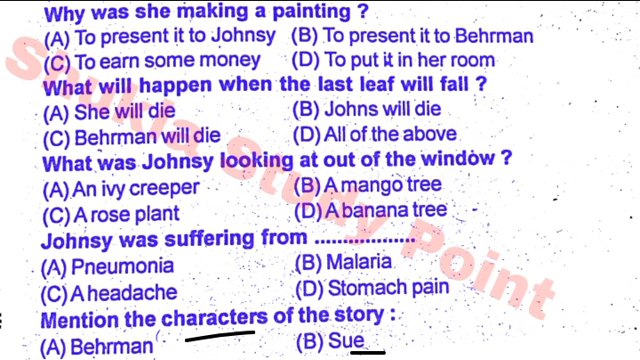 Why was she making a painting ?
(A) To present it to Johnsy (B) To present it to Behrman
(C) To earn some money (D) To put it in her room
What will happen when the last leaf will fall ?
(A) She will die (B) Johns will die
(C) Behrman will die (D) All of the above
What was Johnsy looking at out of the window ?
(A) An ivy creeper (B) A mango tree
(C) A rose plant (D) A banana tree
Johnsy was suffering from ..................
(A) Pneumonia (B) Malaria
(C) A headache (D) Stomach pain
Mention the characters of the story :
(A) Behrman (B) Sue
Shukla Study Point